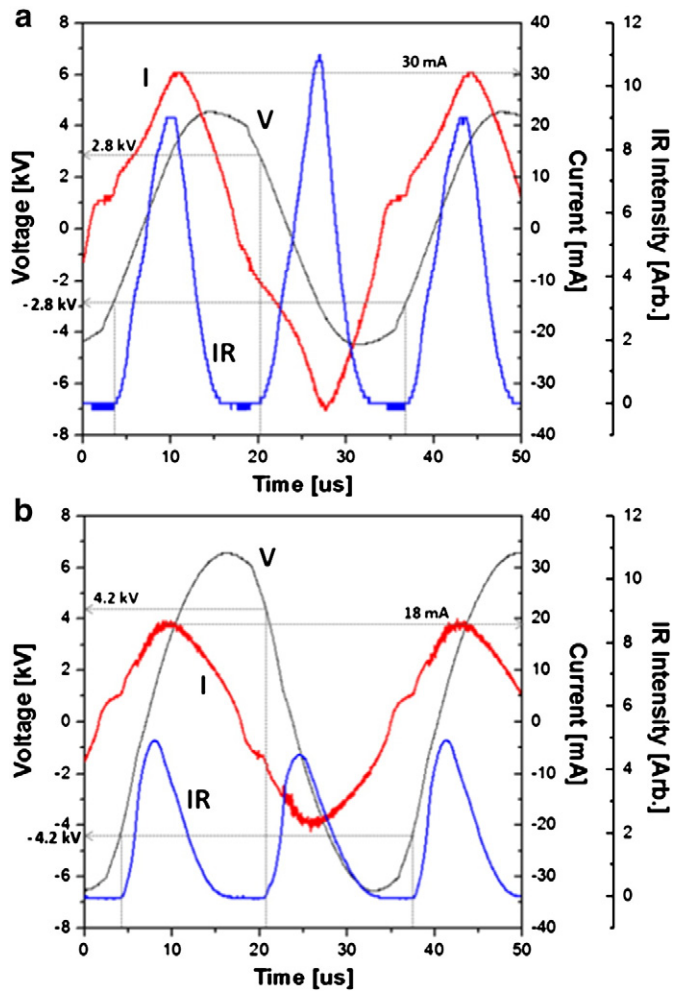 a
8
6
4
2
0
-2
-4
-6
-8
Voltage [kV]
I
V
IR
30 mA
2.8 kV
-2.8 kV
40
30
20
10
0
-10
-20
-30
-40
Current [mA]
12
10
8
6
4
2
0
IR Intensity [Arb.]
0 10 20 30 40 50
Time [us]
b
8
6
4
2
0
-2
-4
-6
-8
Voltage [kV]
V
I
IR
4.2 kV
18 mA
-4.2 kV
40
30
20
10
0
-10
-20
-30
-40
Current [mA]
12
10
8
6
4
2
0
IR Intensity [Arb.]
0 10 20 30 40 50
Time [us]